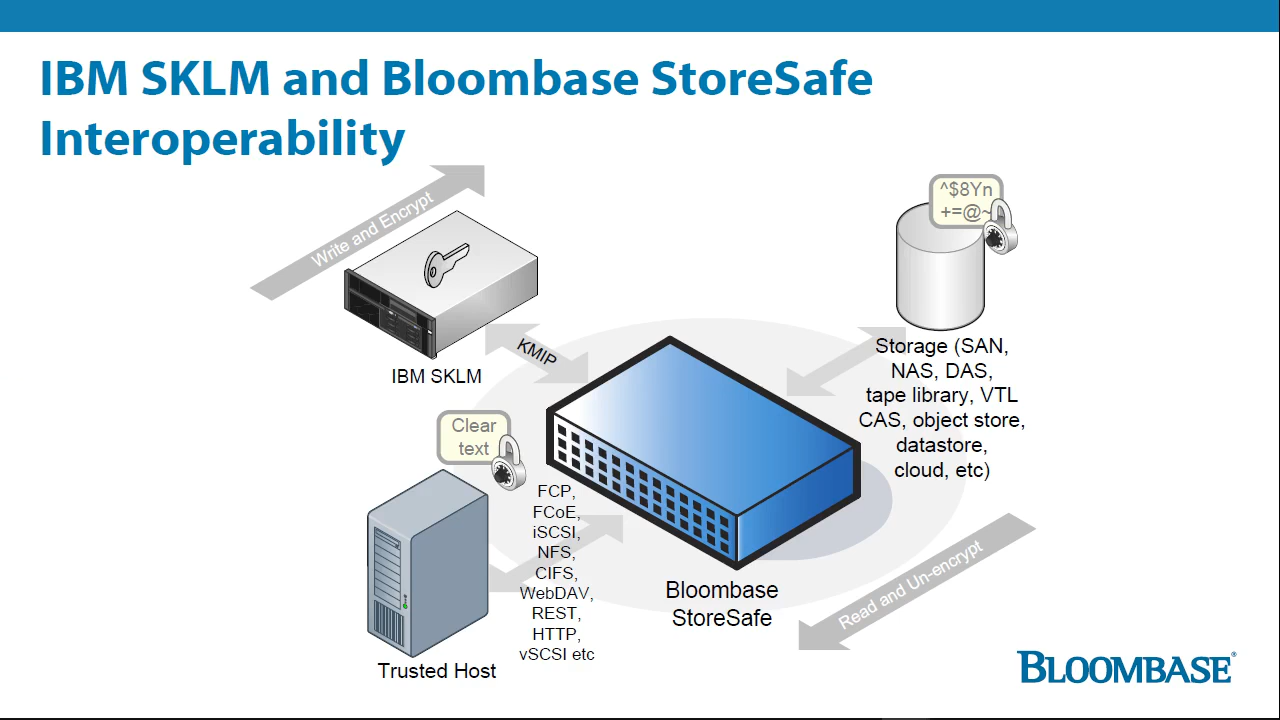 IBM SKLM and Bloombase StoreSafe
Interoperability
Write and Encrypt
^$8Yn
+=@~
IBM SKLM
KMIP
Storage (SAN,
NAS, DAS,
tape library, VTL
CAS, object store,
datastore,
cloud, etc)
Clear
text
FCP,
FCoE,
iSCSI,
NFS,
CIFS,
WebDAV,
REST,
HTTP,
vSCSI etc
Trusted Host
Bloombase
StoreSafe
Read and Un-encrypt
BLOOMBASE®